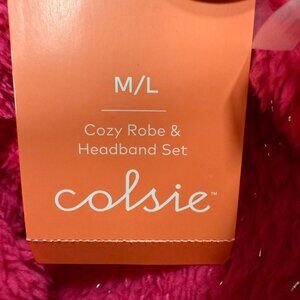 M/L
Cozy Robe &
Headband Set
colsie™